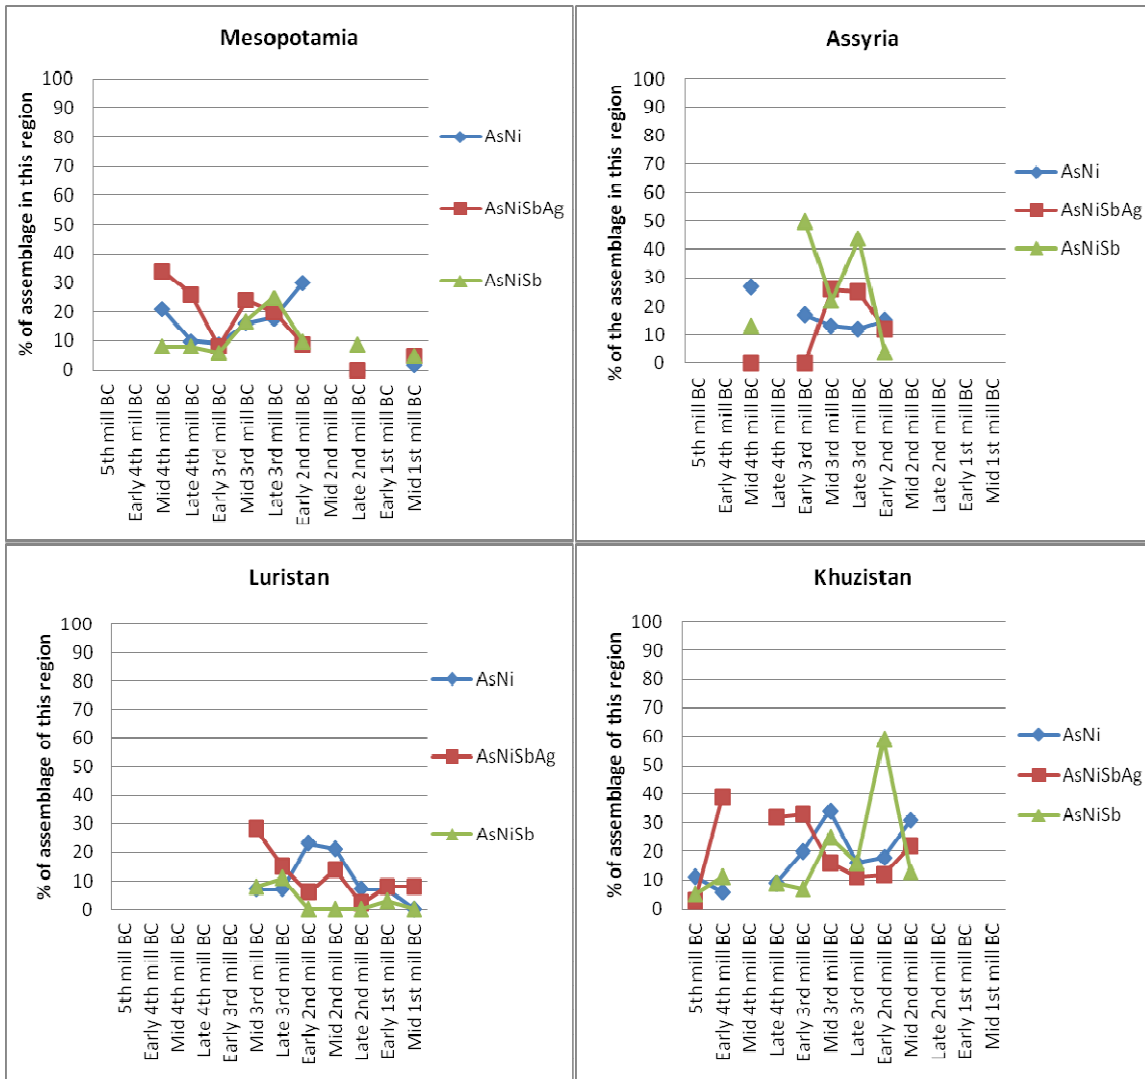 Mesopotamia
% of assemblage in this region
100
90
80
70
60
50
40
30
20
10
0
5th mill BC
Early 4th mill BC
Mid 4th mill BC
Late 4th mill BC
Early 3rd mill BC
Mid 3rd mill BC
Late 3rd mill BC
Early 2nd mill BC
Mid 2nd mill BC
Late 2nd mill BC
Early 1st mill BC
Mid 1st mill BC
AsNi
AsNiSbAg
AsNiSb
Assyria
% of the assemblage in this region
100
90
80
70
60
50
40
30
20
10
0
5th mill BC
Early 4th mill BC
Mid 4th mill BC
Late 4th mill BC
Early 3rd mill BC
Mid 3rd mill BC
Late 3rd mill BC
Early 2nd mill BC
Mid 2nd mill BC
Late 2nd mill BC
Early 1st mill BC
Mid 1st mill BC
AsNi
AsNiSbAg
AsNiSb
Luristan
% of assemblage of this region
100
90
80
70
60
50
40
30
20
10
0
5th mill BC
Early 4th mill BC
Mid 4th mill BC
Late 4th mill BC
Early 3rd mill BC
Mid 3rd mill BC
Late 3rd mill BC
Early 2nd mill BC
Mid 2nd mill BC
Late 2nd mill BC
Early 1st mill BC
Mid 1st mill BC
AsNi
AsNiSbAg
AsNiSb
Khuzistan
% of assemblage of this region
100
90
80
70
60
50
40
30
20
10
0
5th mill BC
Early 4th mill BC
Mid 4th mill BC
Late 4th mill BC
Early 3rd mill BC
Mid 3rd mill BC
Late 3rd mill BC
Early 2nd mill BC
Mid 2nd mill BC
Late 2nd mill BC
Early 1st mill BC
Mid 1st mill BC
AsNi
AsNiSbAg
AsNiSb